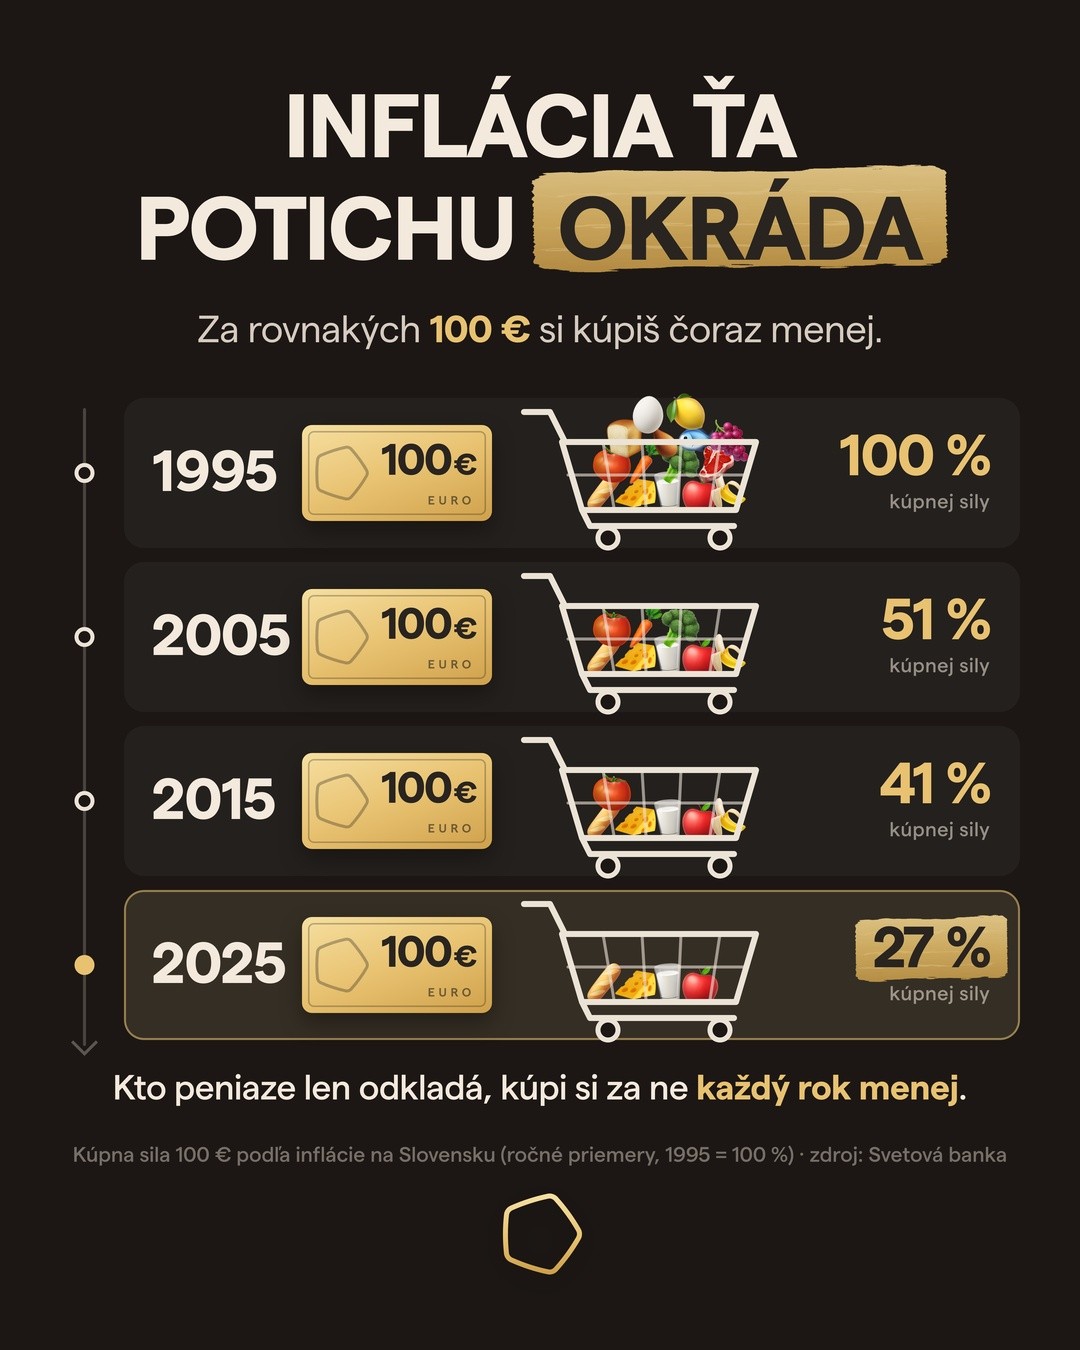 INFLÁCIA ŤA
POTICHU OKRÁDA
Za rovnakých 100 € si kúpiš čoraz menej.
1995
100€
EURO
100 %
kúpnej sily
2005
100€
EURO
51 %
kúpnej sily
2015
100€
EURO
41 %
kúpnej sily
2025
100€
EURO
27 %
kúpnej sily
Kto peniaze len odkladá, kúpi si za ne každý rok menej.
Kúpna sila 100 € podľa inflácie na Slovensku (ročné priemery, 1995 = 100 %) · zdroj: Svetová banka